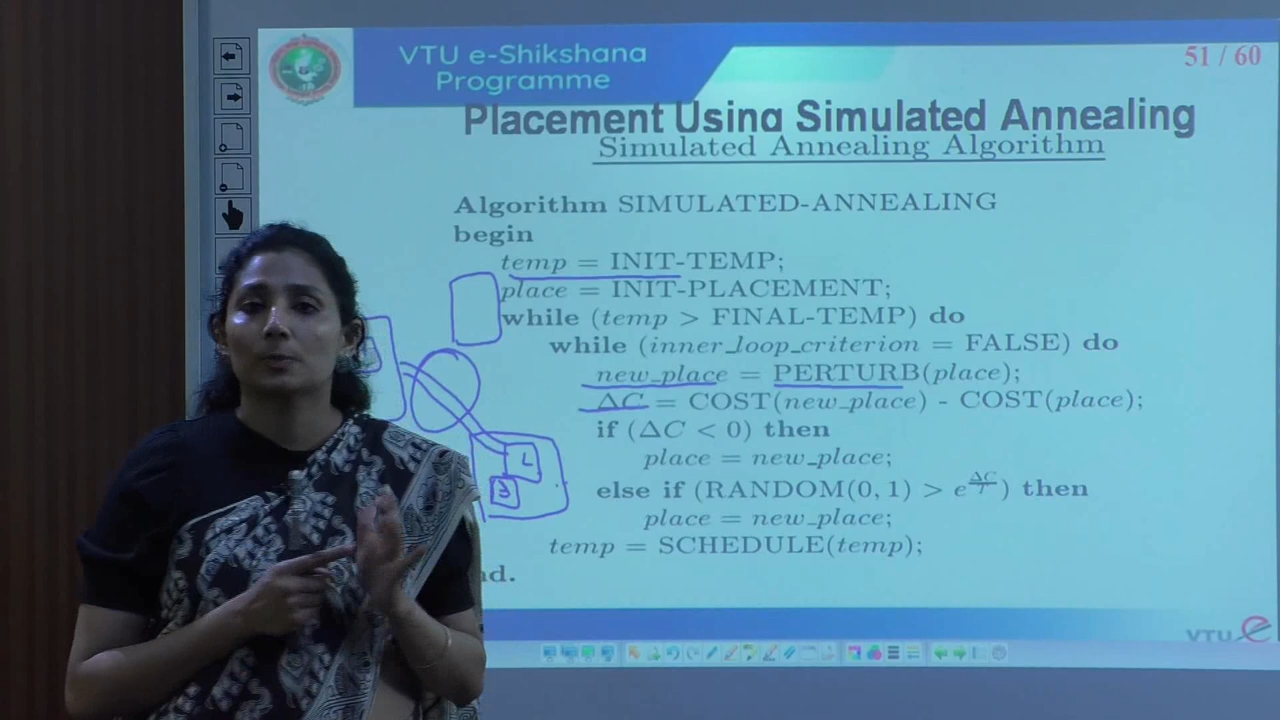 VTU e-Shikshana
Programme
51 / 60
Placement Using Simulated Annealing
Simulated Annealing Algorithm
Algorithm SIMULATED-ANNEALING
begin
temp = INIT-TEMP;
place = INIT-PLACEMENT;
while (temp > FINAL-TEMP) do
while (inner_loop_criterion = FALSE) do
new_place = PERTURB(place);
ΔC = COST(new_place) - COST(place);
if (ΔC < 0) then
place = new_place;
else if (RANDOM(0, 1) > e^{ΔC/T}) then
place = new_place;
temp = SCHEDULE(temp);
nd.
VTU e